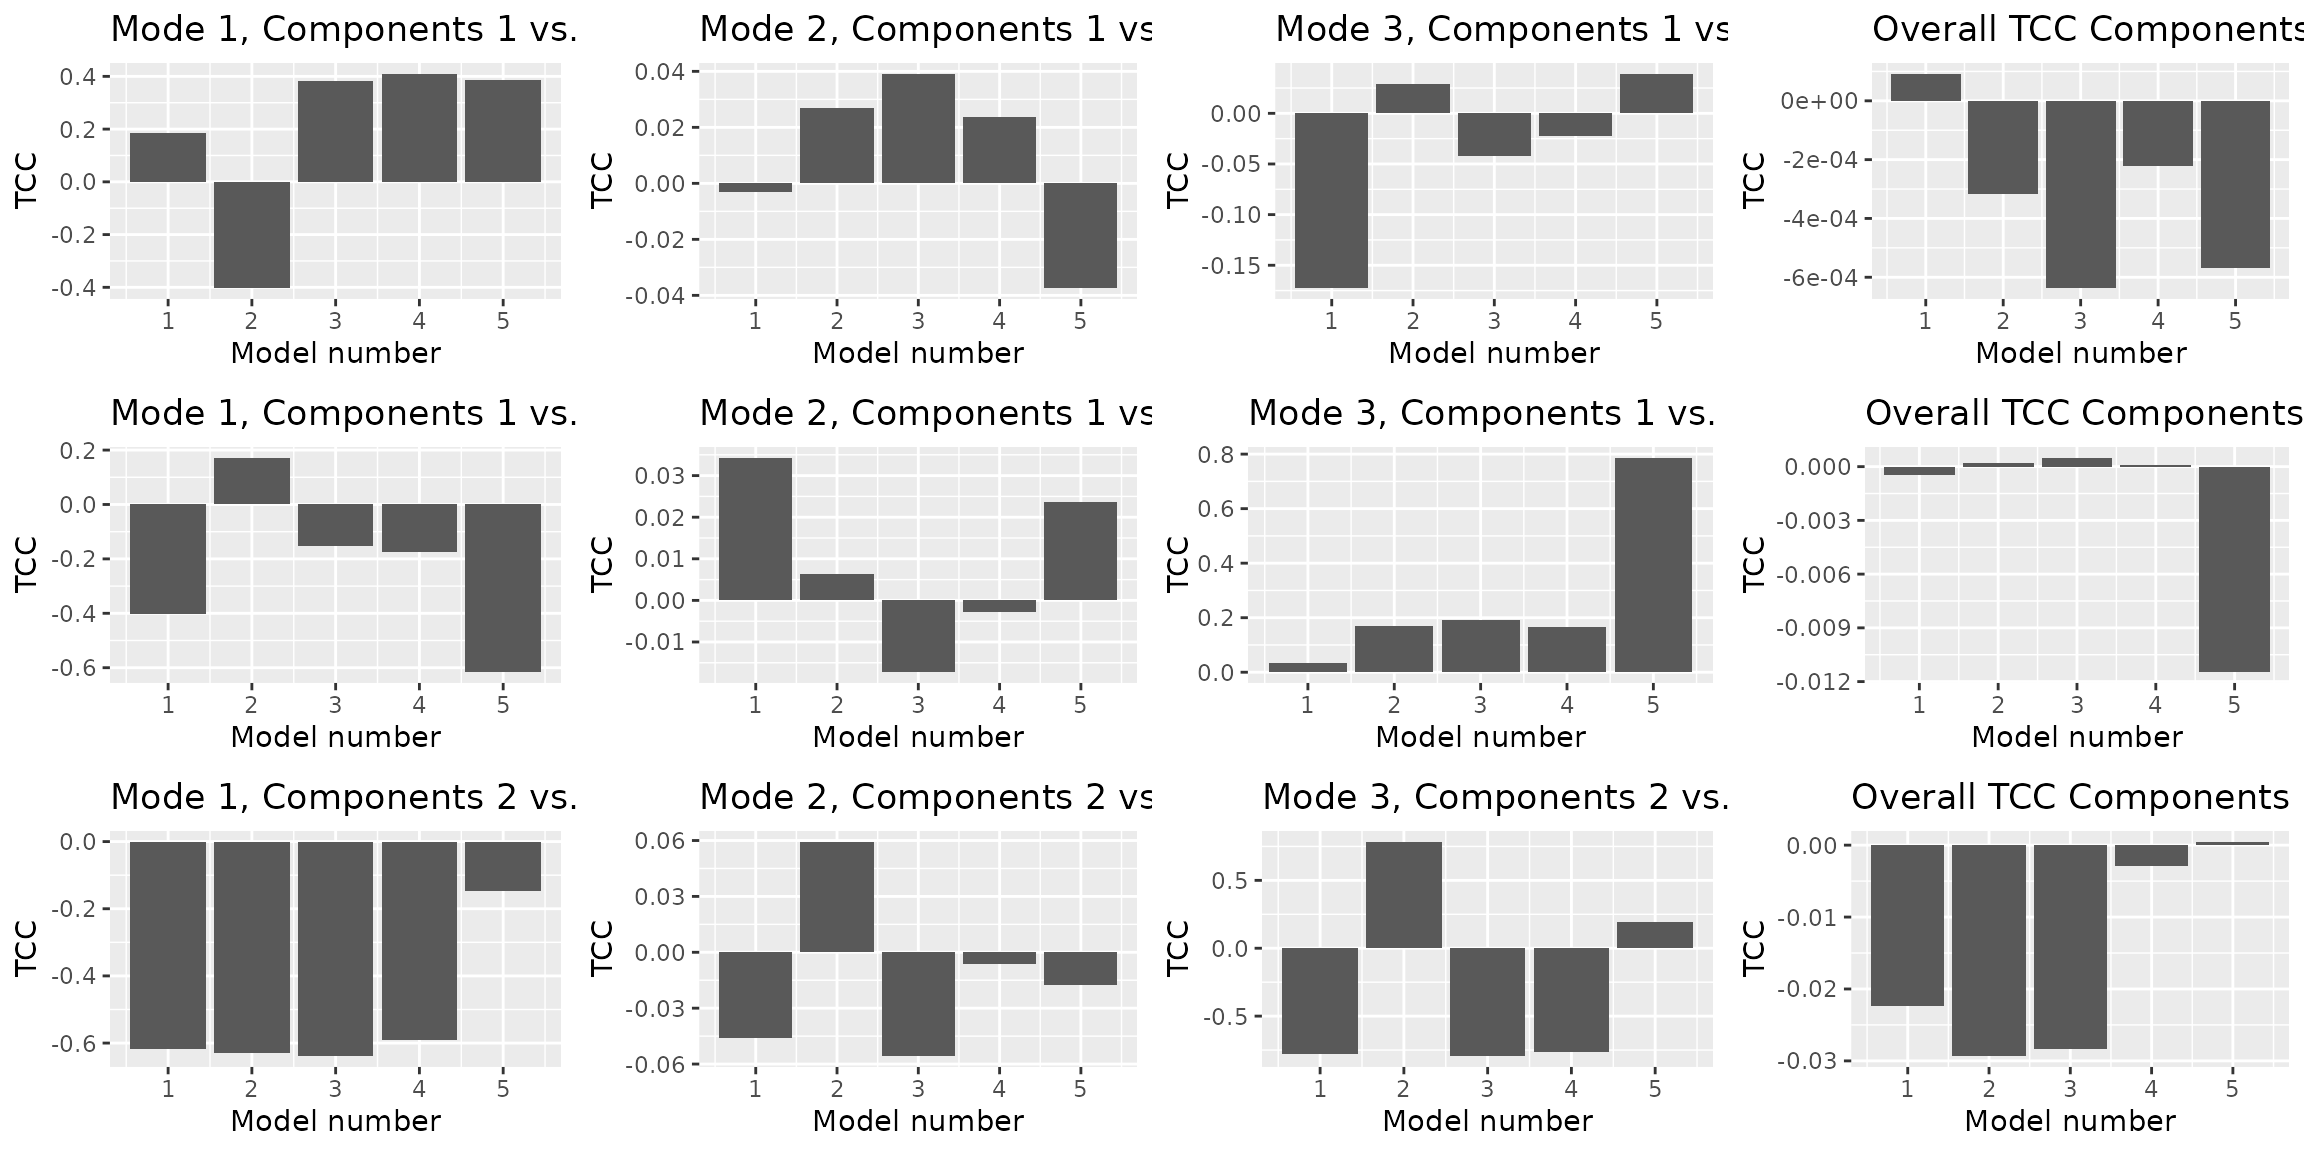 Mode 1, Components 1 vs.
TCC
0.4
0.2
0.0
-0.2
-0.4
1 2 3 4 5
Model number
Mode 2, Components 1 vs
TCC
0.04
0.02
0.00
-0.02
-0.04
1 2 3 4 5
Model number
Mode 3, Components 1 vs
TCC
0.00
-0.05
-0.10
-0.15
1 2 3 4 5
Model number
Overall TCC Components
TCC
0e+00
-2e-04
-4e-04
-6e-04
1 2 3 4 5
Model number
Mode 1, Components 1 vs.
TCC
0.2
0.0
-0.2
-0.4
-0.6
1 2 3 4 5
Model number
Mode 2, Components 1 vs
TCC
0.03
0.02
0.01
0.00
-0.01
1 2 3 4 5
Model number
Mode 3, Components 1 vs.
TCC
0.8
0.6
0.4
0.2
0.0
1 2 3 4 5
Model number
Overall TCC Components
TCC
0.000
-0.003
-0.006
-0.009
-0.012
1 2 3 4 5
Model number
Mode 1, Components 2 vs.
TCC
0.0
-0.2
-0.4
-0.6
1 2 3 4 5
Model number
Mode 2, Components 2 vs
TCC
0.06
0.03
0.00
-0.03
-0.06
1 2 3 4 5
Model number
Mode 3, Components 2 vs.
TCC
0.5
0.0
-0.5
1 2 3 4 5
Model number
Overall TCC Components
TCC
0.00
-0.01
-0.02
-0.03
1 2 3 4 5
Model number